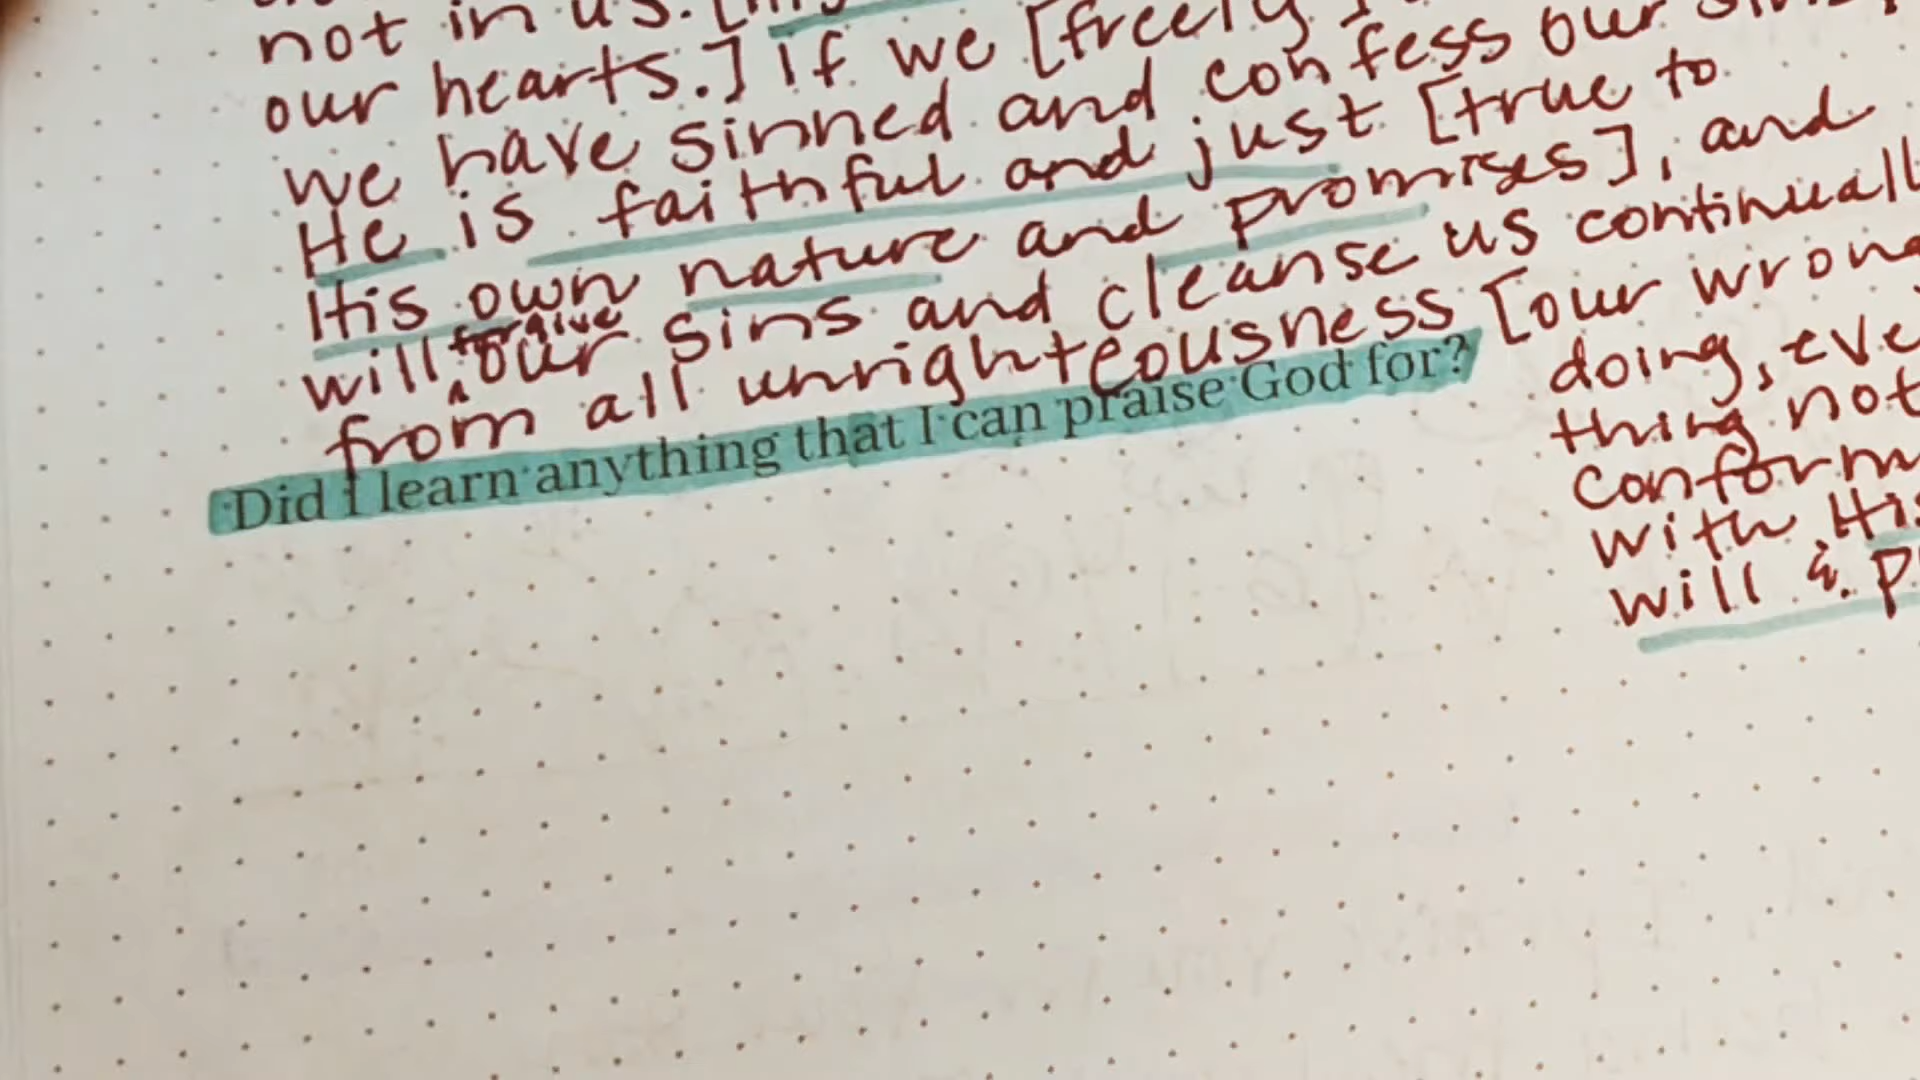 not in us.
our hearts.] If we [freely
we have sinned and confess our
He is faithful and just [true to
His own nature and promises], and
will forgive our sins and cleanse us continuall
from all unrighteousness [our wrong
doing, eve
thing not
conform
with His
will & p
Did I learn anything that I can praise God for?